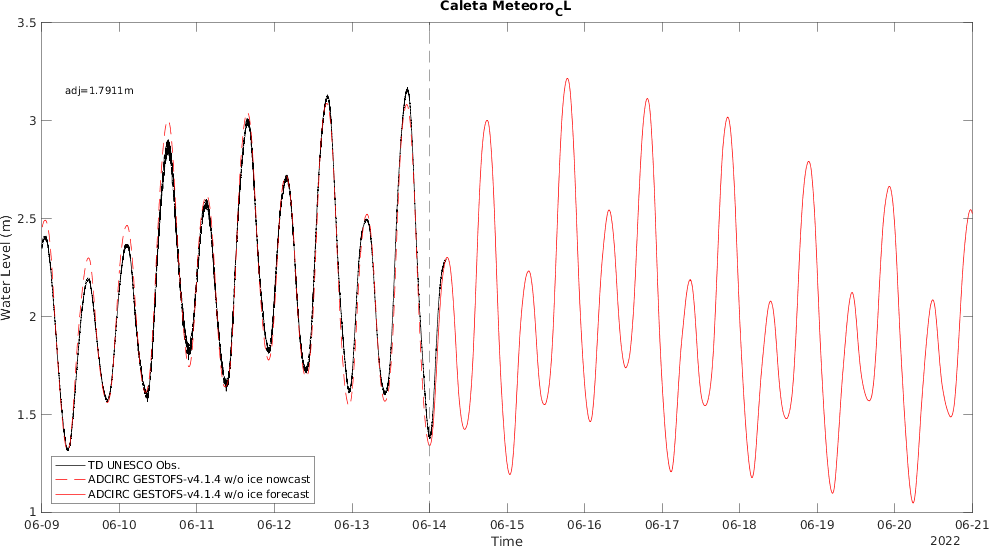 Caleta Meteoro_CL
3.5
adj=1.7911m
3
2.5
Water Level (m)
2
1.5
TD UNESCO Obs.
ADCIRC GESTOFS-v4.1.4 w/o ice nowcast
ADCIRC GESTOFS-v4.1.4 w/o ice forecast
1
06-09 06-10 06-11 06-12 06-13 06-14 06-15 06-16 06-17 06-18 06-19 06-20 06-21
Time
2022